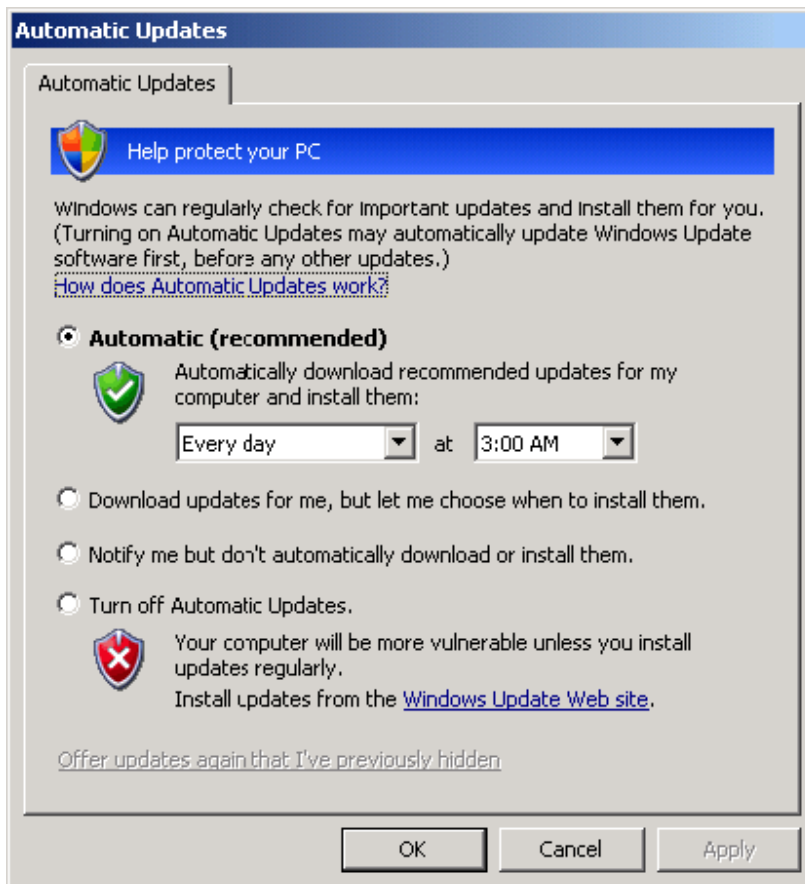 Automatic Updates
Automatic Updates
Help protect your PC
Windows can regularly check for important updates and install them for you.
(Turning on Automatic Updates may automatically update Windows Update
software first, before any other updates.)
How does Automatic Updates work?
Automatic (recommended)
Automatically download recommended updates for my
computer and install them:
Every day at 3:00 AM
Download updates for me, but let me choose when to install them.
Notify me but don't automatically download or install them.
Turn off Automatic Updates.
Your computer will be more vulnerable unless you install
updates regularly.
Install updates from the Windows Update Web site.
Offer updates again that I've previously hidden
OK Cancel Apply